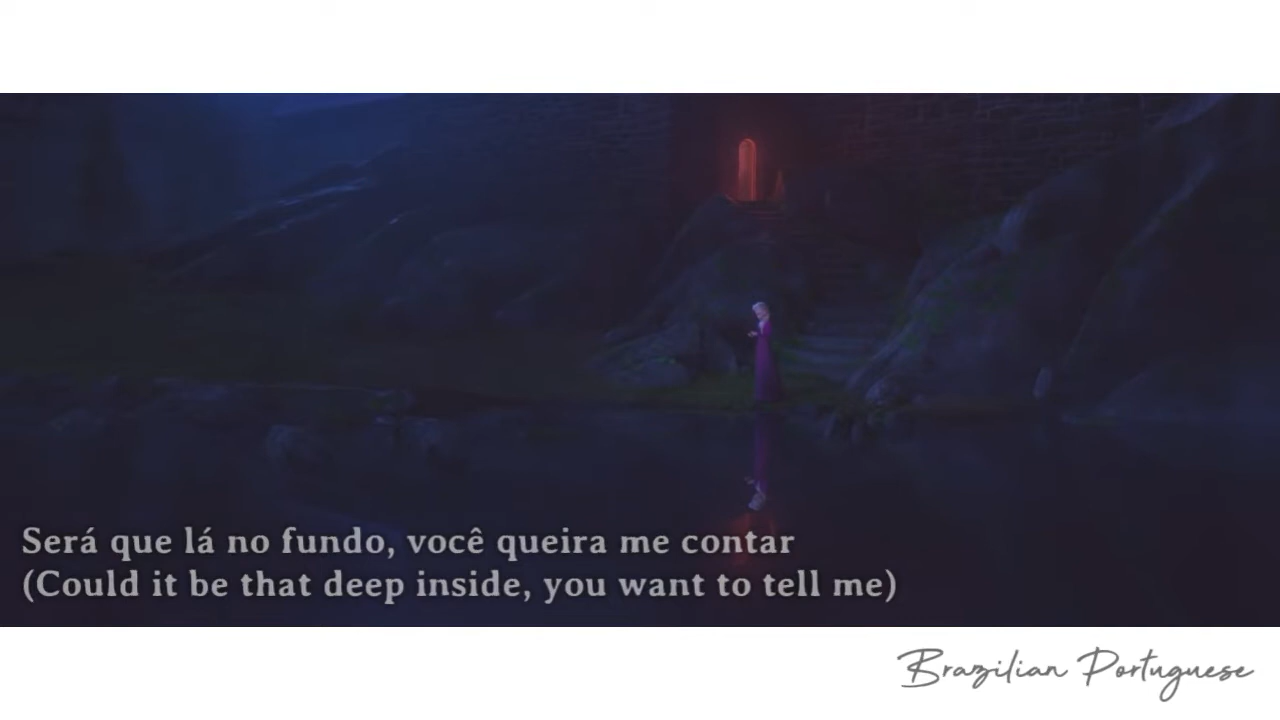 Será que lá no fundo, você queira me contar
(Could it be that deep inside, you want to tell me)
Brazilian Portuguese